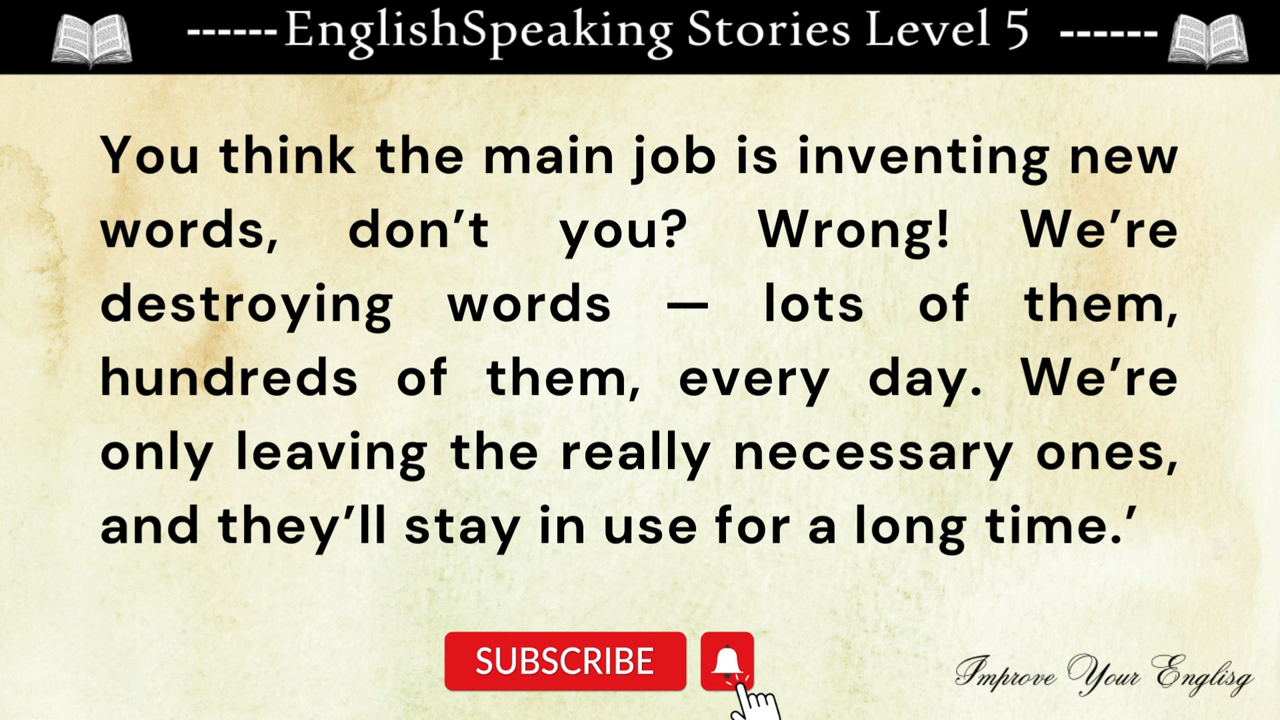 ------EnglishSpeaking Stories Level 5 ------
You think the main job is inventing new
words, don’t you? Wrong! We’re
destroying words — lots of them,
hundreds of them, every day. We’re
only leaving the really necessary ones,
and they’ll stay in use for a long time.’
SUBSCRIBE
Improve Your Englisg